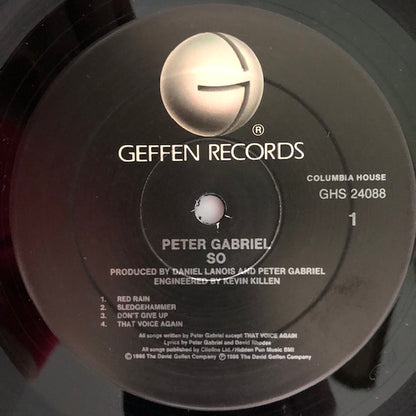 G
®
GEFFEN RECORDS
COLUMBIA HOUSE
GHS 24088
1
PETER GABRIEL
SO
PRODUCED BY DANIEL LANOIS AND PETER GABRIEL
ENGINEERED BY KEVIN KILLEN
1. RED RAIN
2. SLEDGEHAMMER
3. DON'T GIVE UP
4. THAT VOICE AGAIN
All songs written by Peter Gabriel except THAT VOICE AGAIN
Lyrics by Peter Gabriel and David Rhodes
All songs published by Cliofine Ltd./Hidden Pun Music BMI
© 1986 The David Geffen Company ℗ 1986 The David Geffen Company